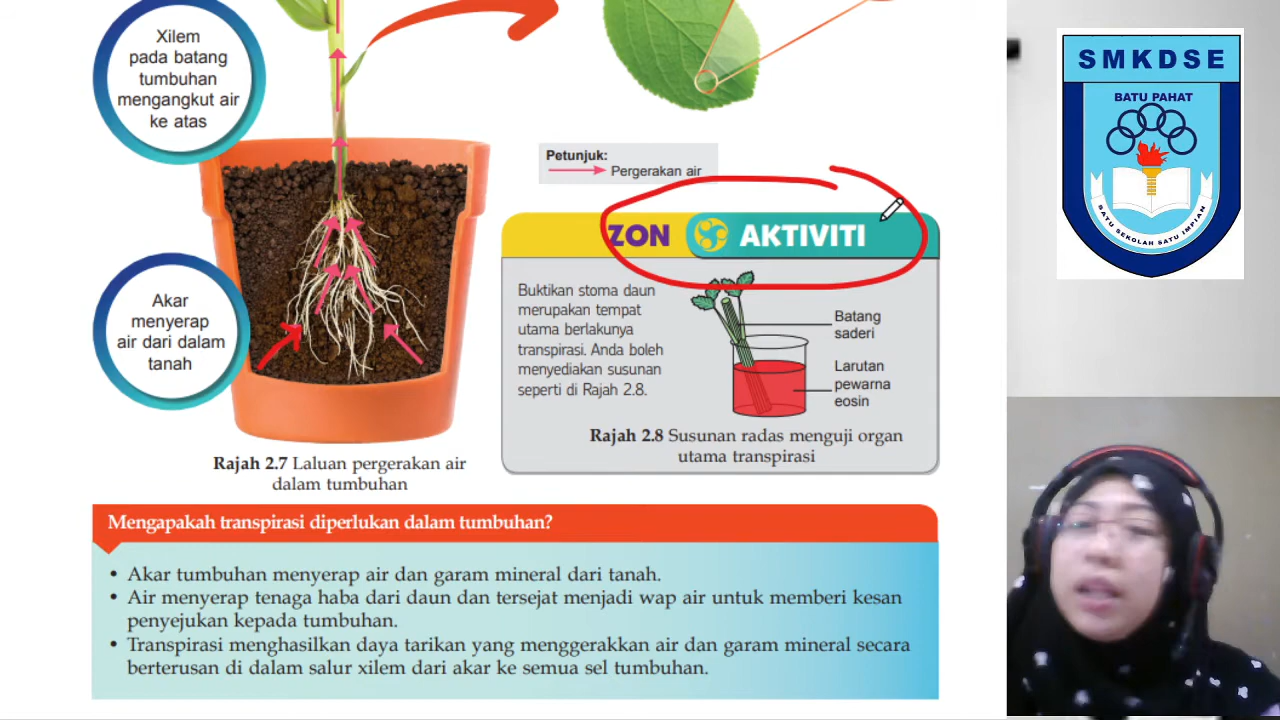 Xilem
pada batang
tumbuhan
mengangkut air
ke atas
Petunjuk:
Pergerakan air
Akar
menyerap
air dari dalam
tanah
ZON AKTIVITI
Buktikan stoma daun
merupakan tempat
utama berlakunya
transpirasi. Anda boleh
menyediakan susunan
seperti di Rajah 2.8.
Batang
saderi
Larutan
pewarna
eosin
Rajah 2.8 Susunan radas menguji organ
utama transpirasi
Rajah 2.7 Laluan pergerakan air
dalam tumbuhan
Mengapakah transpirasi diperlukan dalam tumbuhan?
• Akar tumbuhan menyerap air dan garam mineral dari tanah.
• Air menyerap tenaga haba dari daun dan tersejat menjadi wap air untuk memberi kesan
penyejukan kepada tumbuhan.
• Transpirasi menghasilkan daya tarikan yang menggerakkan air dan garam mineral secara
berterusan di dalam salur xilem dari akar ke semua sel tumbuhan.
SMKDSE
BATU PAHAT
SATU SEKOLAH SATU IMPIAN